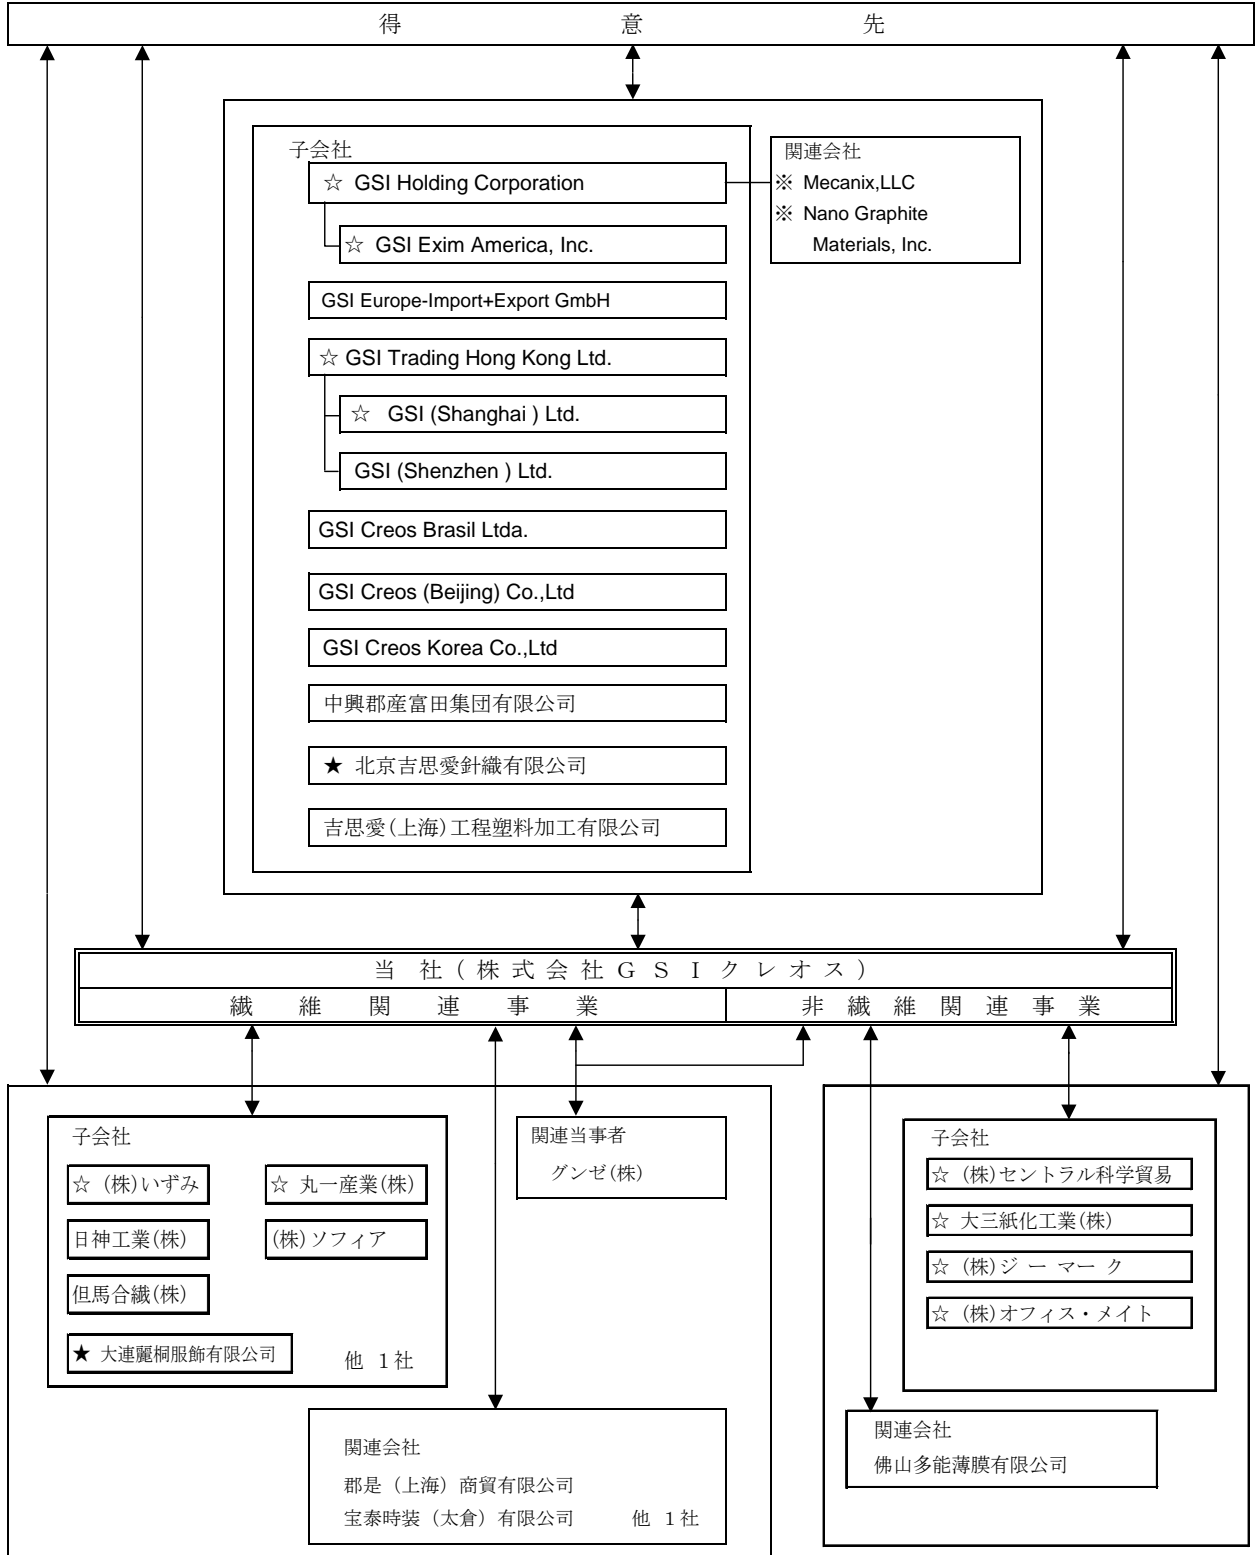 得意先
子会社
☆ GSI Holding Corporation
☆ GSI Exim America, Inc.
GSI Europe-Import+Export GmbH
☆ GSI Trading Hong Kong Ltd.
☆ GSI (Shanghai ) Ltd.
GSI (Shenzhen ) Ltd.
GSI Creos Brasil Ltda.
GSI Creos (Beijing) Co.,Ltd
GSI Creos Korea Co.,Ltd
中興郡産富田集団有限公司
★ 北京吉思愛針織有限公司
吉思愛(上海)工程塑料加工有限公司
関連会社
※ Mecanix,LLC
※ Nano Graphite
Materials, Inc.
当社(株式会社GSIクレオス)
繊維関連事業
非繊維関連事業
子会社
☆ (株)いずみ
☆ 丸一産業(株)
日神工業(株)
(株)ソフィア
但馬合繊(株)
★ 大連麗桐服飾有限公司
他 1社
関連当事者
グンゼ(株)
関連会社
郡是（上海）商貿有限公司
宝泰時装（太倉）有限公司 他 1社
子会社
☆ (株)セントラル科学貿易
☆ 大三紙化工業(株)
☆ (株)ジーマーク
☆ (株)オフィス・メイト
関連会社
佛山多能薄膜有限公司